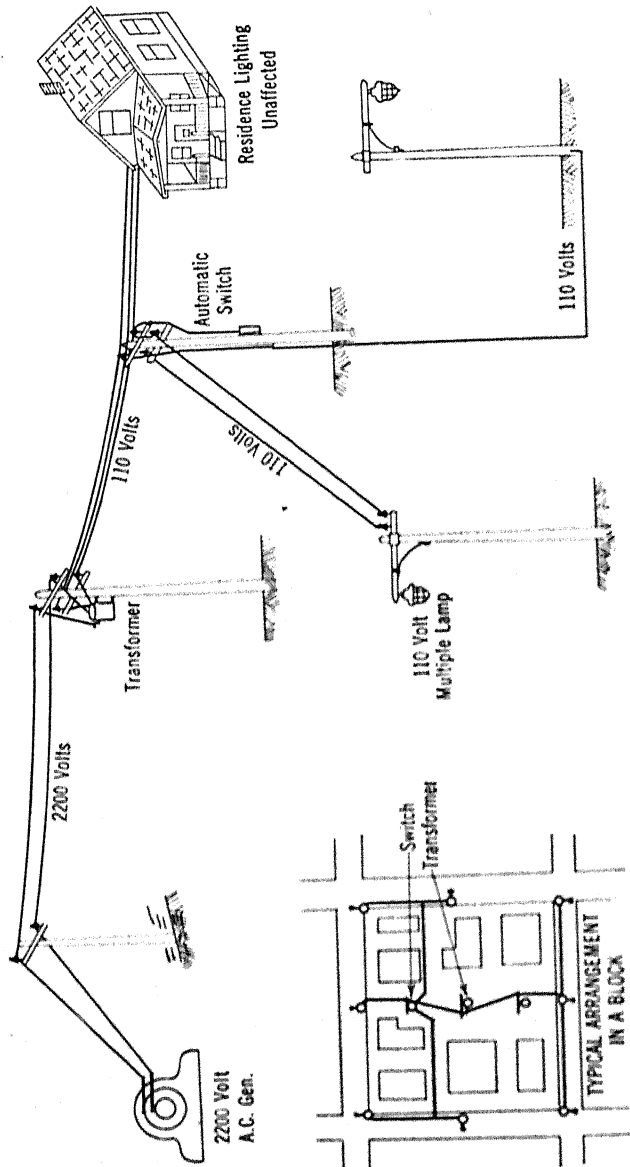 2200 Volt
A.C. Gen.
2200 Volts
Transformer
110 Volts
Automatic
Switch
Residence Lighting
Unaffected
110 Volts
110 Volt
Multiple Lamp
110 Volts
Switch
Transformer
TYPICAL ARRANGEMENT
IN A BLOCK